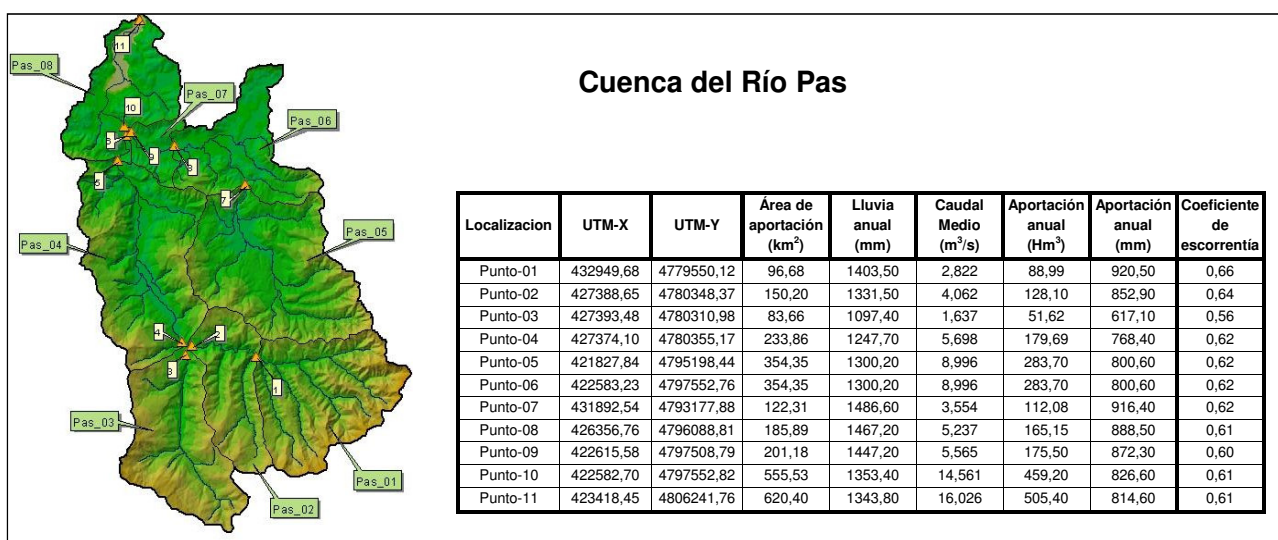 Cuenca del Río Pas
11
Pas_08
Pas_07
10
Pas_06
9
8
5
7
Pas_05
Pas_04
4
2
3
1
Pas_03
Pas_01
Pas_02
Localizacion UTM-X UTM-Y Área de aportación (km²) Lluvia anual (mm) Caudal Medio (m³/s) Aportación anual (Hm³) Aportación anual (mm) Coeficiente de escorrentía
Punto-01 432949,68 4779550,12 96,68 1403,50 2,822 88,99 920,50 0,66
Punto-02 427388,65 4780348,37 150,20 1331,50 4,062 128,10 852,90 0,64
Punto-03 427393,48 4780310,98 83,66 1097,40 1,637 51,62 617,10 0,56
Punto-04 427374,10 4780355,17 233,86 1247,70 5,698 179,69 768,40 0,62
Punto-05 421827,84 4795198,44 354,35 1300,20 8,996 283,70 800,60 0,62
Punto-06 422583,23 4797552,76 354,35 1300,20 8,996 283,70 800,60 0,62
Punto-07 431892,54 4793177,88 122,31 1486,60 3,554 112,08 916,40 0,62
Punto-08 426356,76 4796088,81 185,89 1467,20 5,237 165,15 888,50 0,61
Punto-09 422615,58 4797508,79 201,18 1447,20 5,565 175,50 872,30 0,60
Punto-10 422582,70 4797552,82 555,53 1353,40 14,561 459,20 826,60 0,61
Punto-11 423418,45 4806241,76 620,40 1343,80 16,026 505,40 814,60 0,61